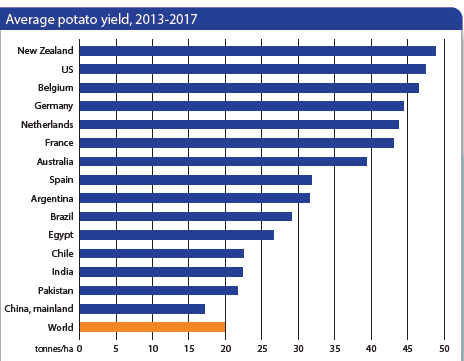 Average potato yield, 2013-2017
New Zealand
US
Belgium
Germany
Netherlands
France
Australia
Spain
Argentina
Brazil
Egypt
Chile
India
Pakistan
China, mainland
World
tonnes/ha 0 5 10 15 20 25 30 35 40 45 50